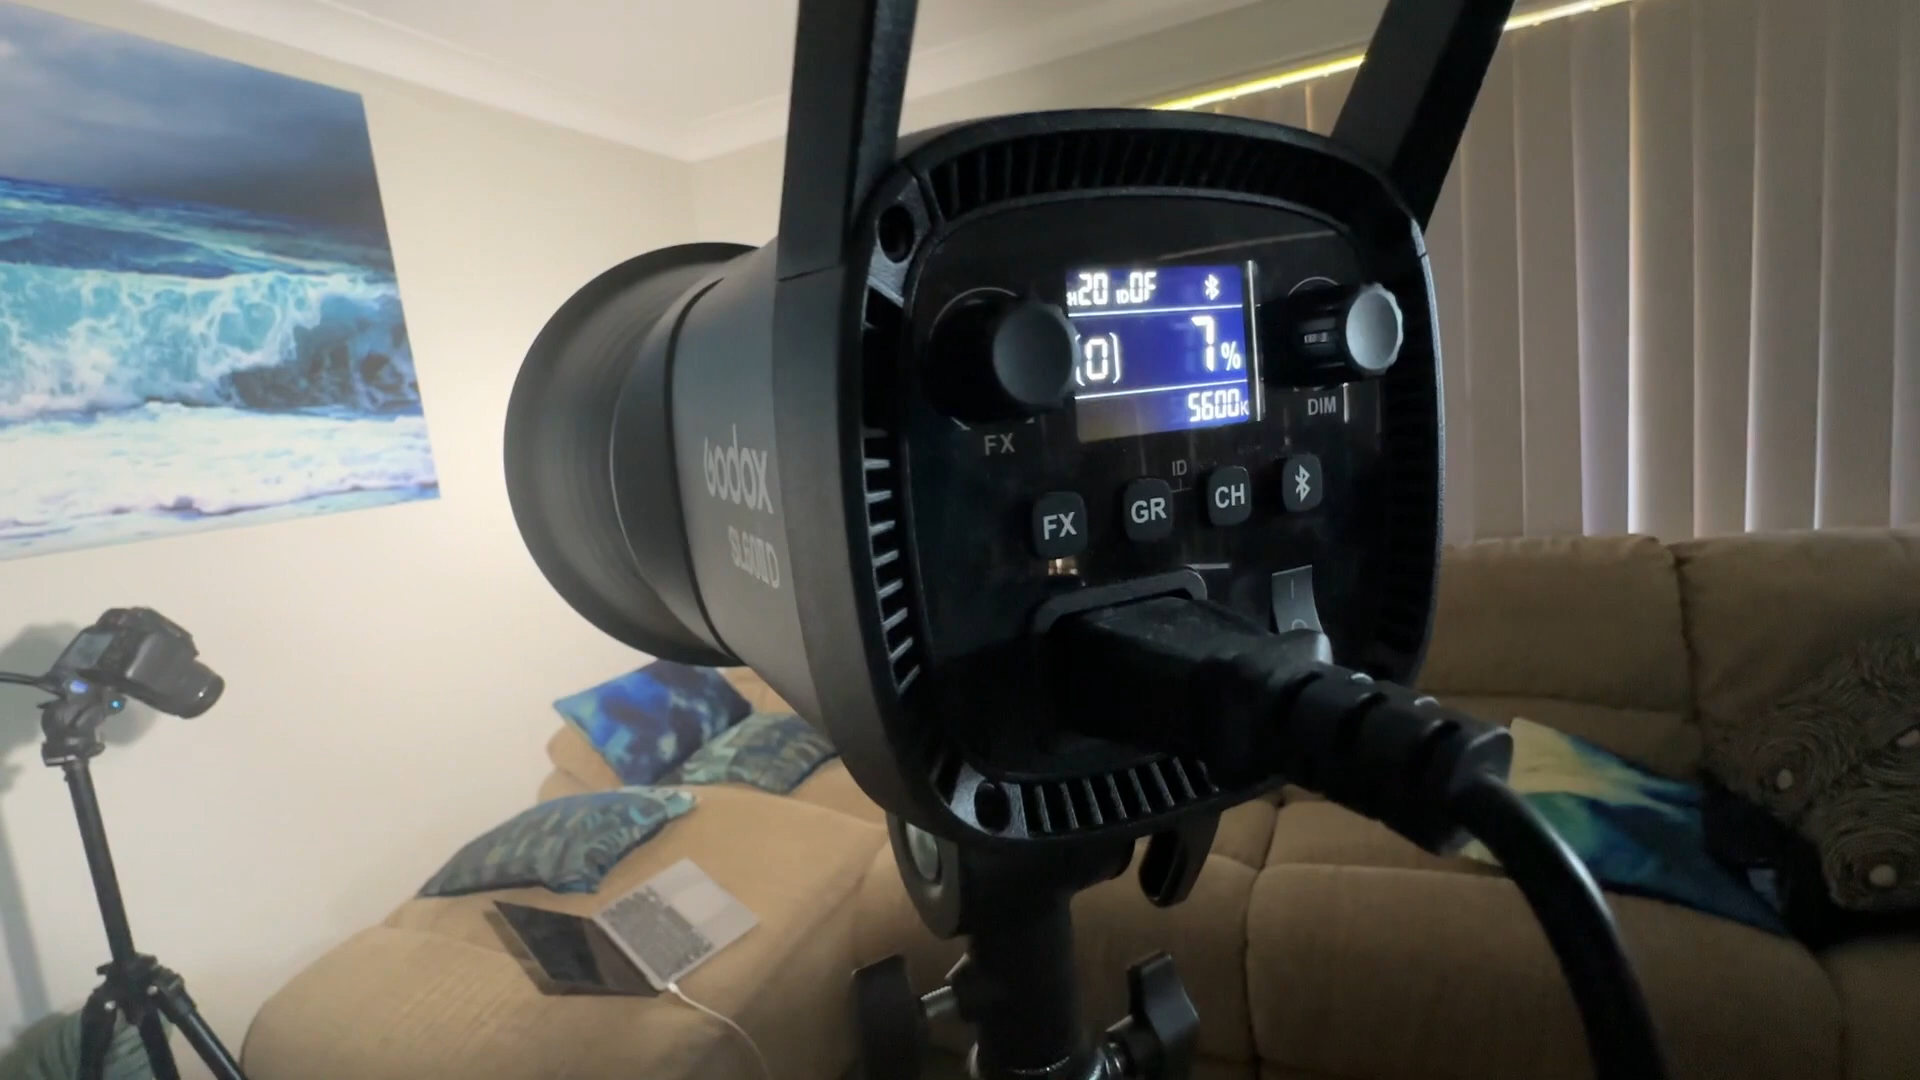 CH20 ID0F
(0) 7%
5600K
FX
DIM
ID
FX GR CH
I
O
Godox
SL60IID